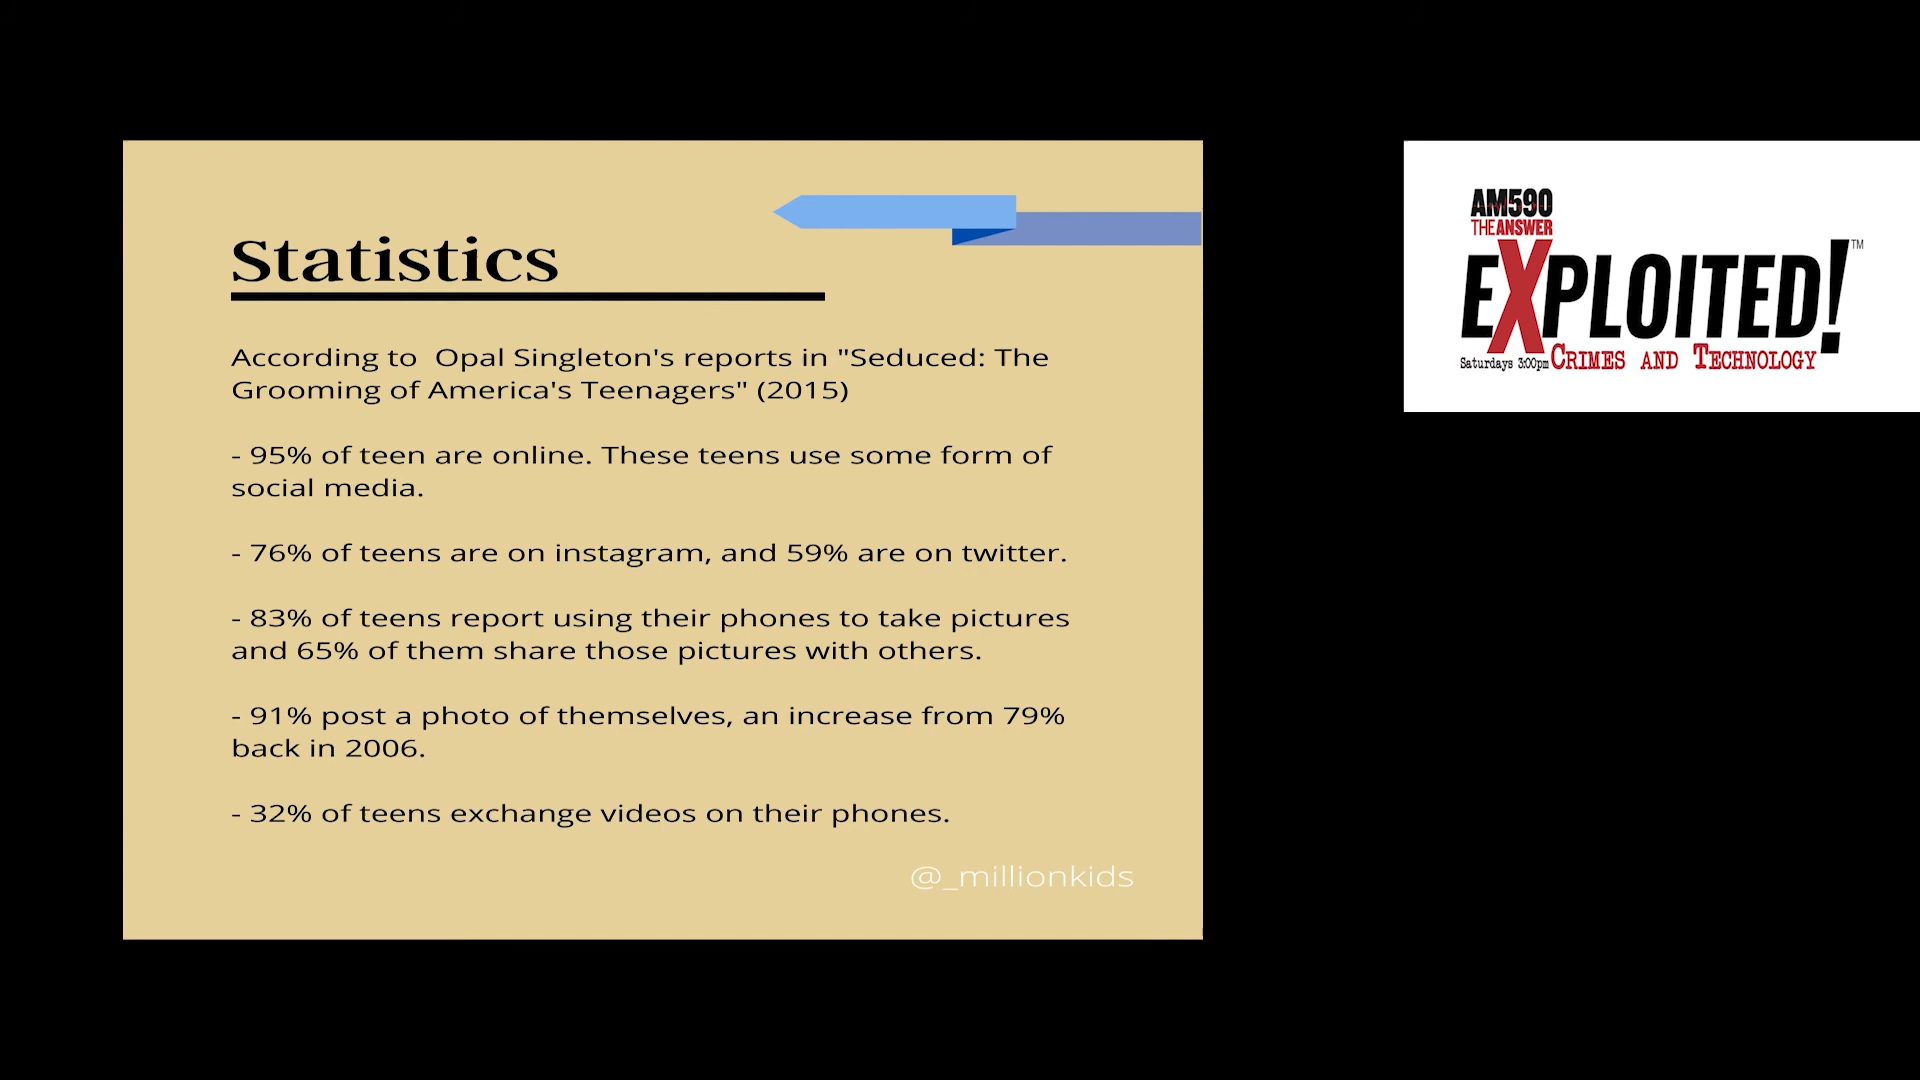 Statistics
According to  Opal Singleton's reports in "Seduced: The
Grooming of America's Teenagers" (2015)
- 95% of teen are online. These teens use some form of
social media.
- 76% of teens are on instagram, and 59% are on twitter.
- 83% of teens report using their phones to take pictures
and 65% of them share those pictures with others.
- 91% post a photo of themselves, an increase from 79%
back in 2006.
- 32% of teens exchange videos on their phones.
@_millionkids
AM590
THE ANSWER
EXPLOITED!™
Saturdays 3:00pm CRIMES AND TECHNOLOGY